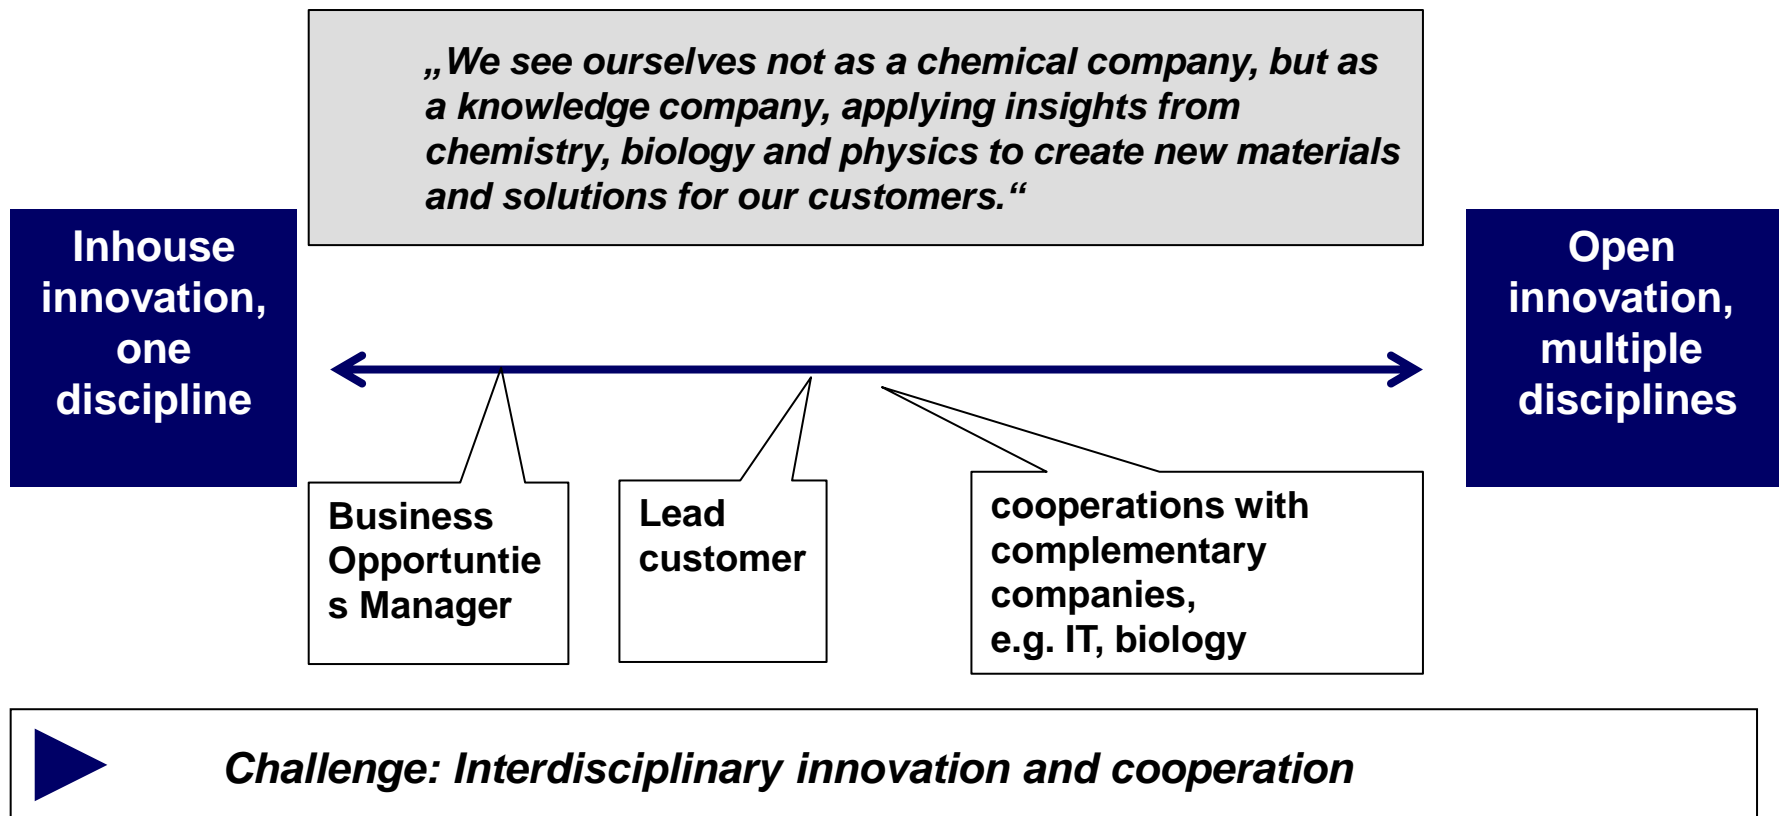 „We see ourselves not as a chemical company, but as
a knowledge company, applying insights from
chemistry, biology and physics to create new materials
and solutions for our customers.“
Inhouse
innovation,
one
discipline
Open
innovation,
multiple
disciplines
Business
Opportuntie
s Manager
Lead
customer
cooperations with
complementary
companies,
e.g. IT, biology
Challenge: Interdisciplinary innovation and cooperation